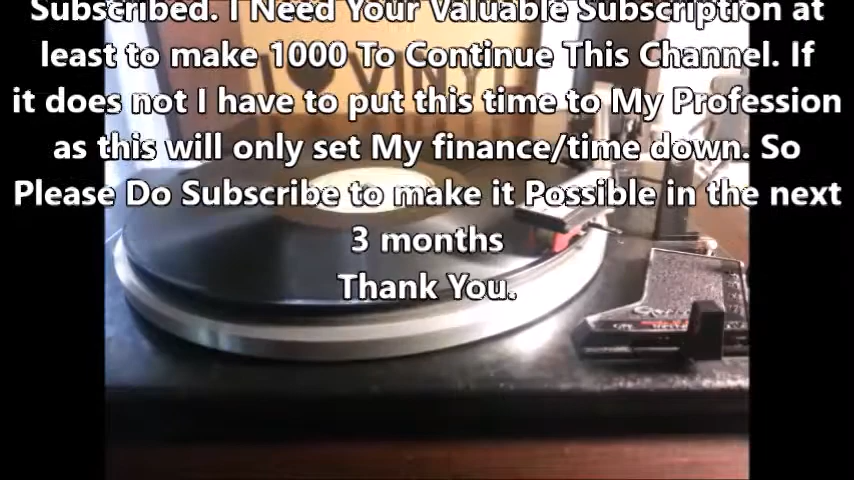 Subscribed. I Need Your Valuable Subscription at
least to make 1000 To Continue This Channel. If
it does not I have to put this time to My Profession
as this will only set My finance/time down. So
Please Do Subscribe to make it Possible in the next
3 months
Thank You.
VINYL